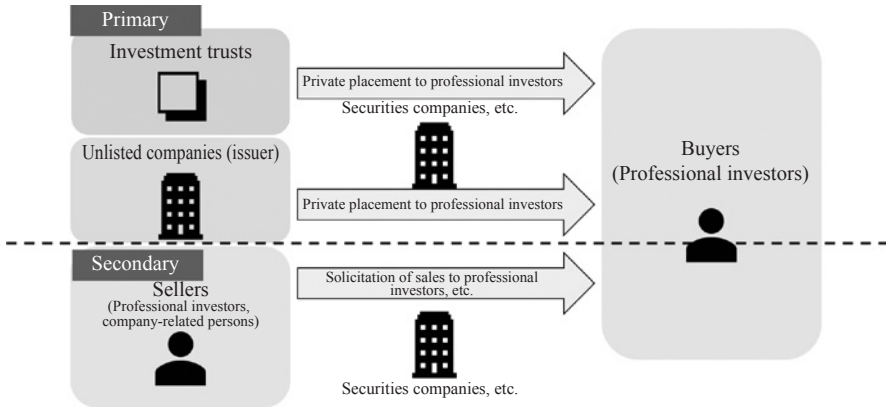 Primary
Investment trusts
Private placement to professional investors
Securities companies, etc.
Unlisted companies (issuer)
Private placement to professional investors
Buyers
(Professional investors)
Secondary
Sellers
(Professional investors,
company-related persons)
Solicitation of sales to professional
investors, etc.
Securities companies, etc.